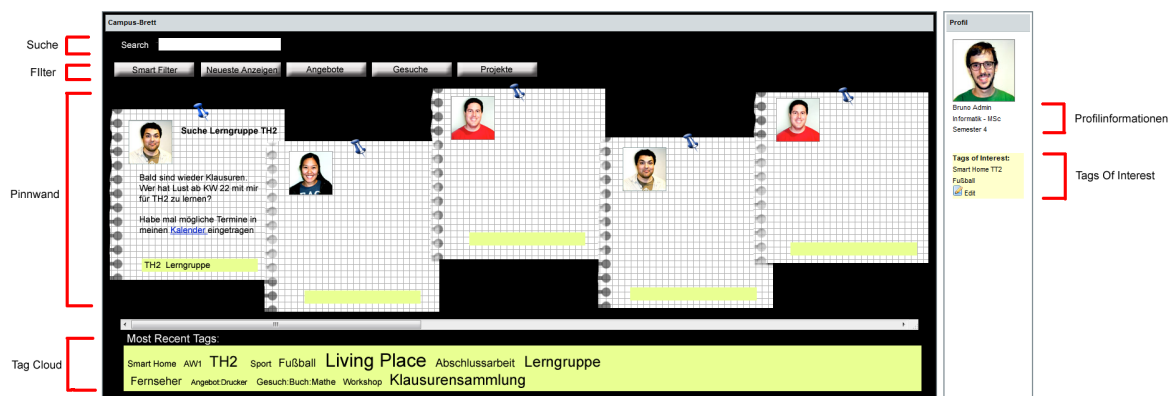 Campus-Brett
Profil
Suche
Search
FIlter
Smart Filter
Neueste Anzeigen
Angebote
Gesuche
Projekte
Pinnwand
Suche Lerngruppe TH2
Bald sind wieder Klausuren.
Wer hat Lust ab KW 22 mit mir
für TH2 zu lernen?
Habe mal mögliche Termine in
meinen Kalender eingetragen
TH2 Lerngruppe
Bruno Admin
Informatik - MSc
Semester 4
Profilinformationen
Tags of Interest:
Smart Home TT2
Fußball
Edit
Tags Of Interest
Tag Cloud
Most Recent Tags:
Smart Home AW1 TH2 Sport Fußball Living Place Abschlussarbeit Lerngruppe
Fernseher Angebot:Drucker Gesuch:Buch:Mathe Workshop Klausurensammlung